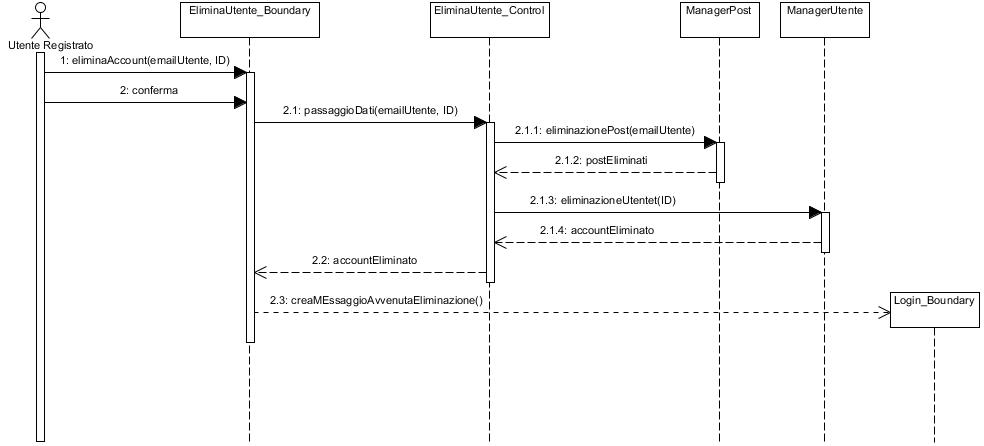 EliminaUtente_Boundary
EliminaUtente_Control
ManagerPost
ManagerUtente
Utente Registrato
1: eliminaAccount(emailUtente, ID)
2: conferma
2.1: passaggioDati(emailUtente, ID)
2.1.1: eliminazionePost(emailUtente)
2.1.2: postEliminati
2.1.3: eliminazioneUtentet(ID)
2.1.4: accountEliminato
2.2: accountEliminato
2.3: creaMEssaggioAvvenutaEliminazione()
Login_Boundary